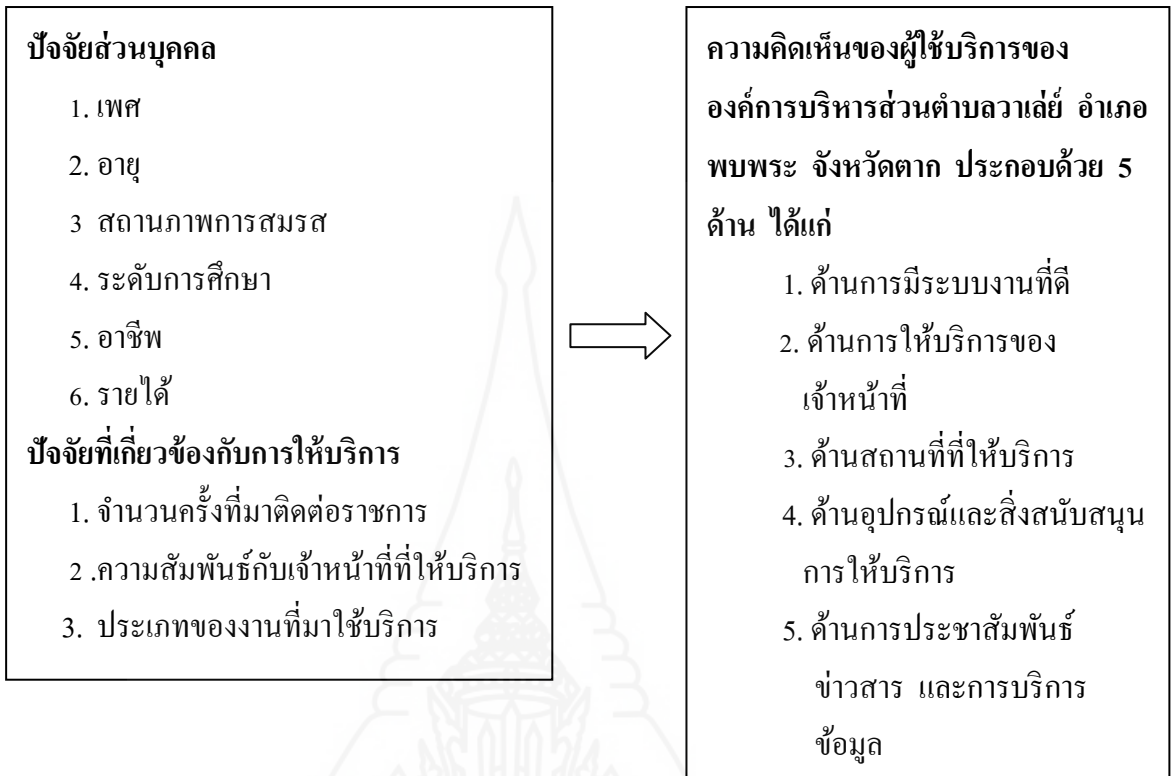 ปัจจัยส่วนบุคคล
1. เพศ
2. อายุ
3 สถานภาพการสมรส
4. ระดับการศึกษา
5. อาชีพ
6. รายได้
ปัจจัยที่เกี่ยวข้องกับการให้บริการ
1. จำนวนครั้งที่มาติดต่อราชการ
2 .ความสัมพันธ์กับเจ้าหน้าที่ที่ให้บริการ
3. ประเภทของงานที่มาใช้บริการ
ความคิดเห็นของผู้ใช้บริการของ
องค์การบริหารส่วนตำบลวาเล่ย์ อำเภอ
พบพระ จังหวัดตาก ประกอบด้วย 5
ด้าน ได้แก่
1. ด้านการมีระบบงานที่ดี
2. ด้านการให้บริการของ
เจ้าหน้าที่
3. ด้านสถานที่ที่ให้บริการ
4. ด้านอุปกรณ์และสิ่งสนับสนุน
การให้บริการ
5. ด้านการประชาสัมพันธ์
ข่าวสาร และการบริการ
ข้อมูล